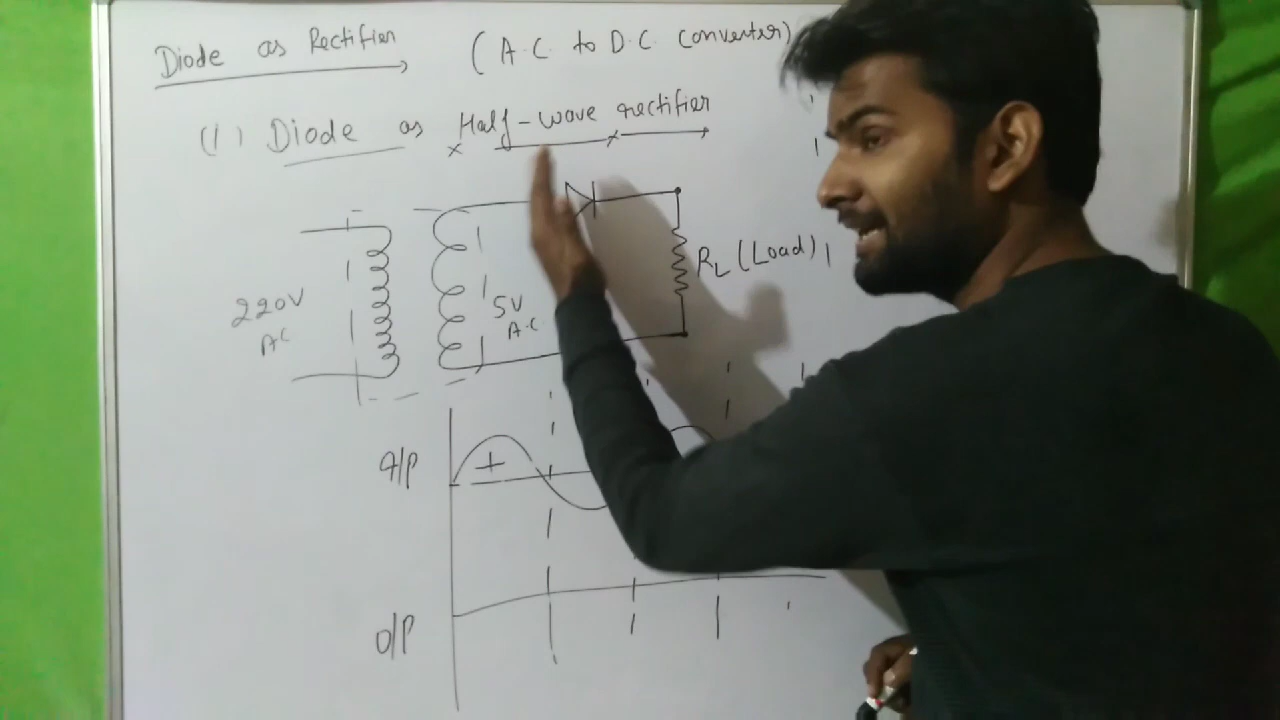 Diode as Rectifier (A.C. to D.C. Converter)
(1) Diode as Half-wave rectifier
220V
AC
5V
A.C
RL (Load)
I/P
+
O/P